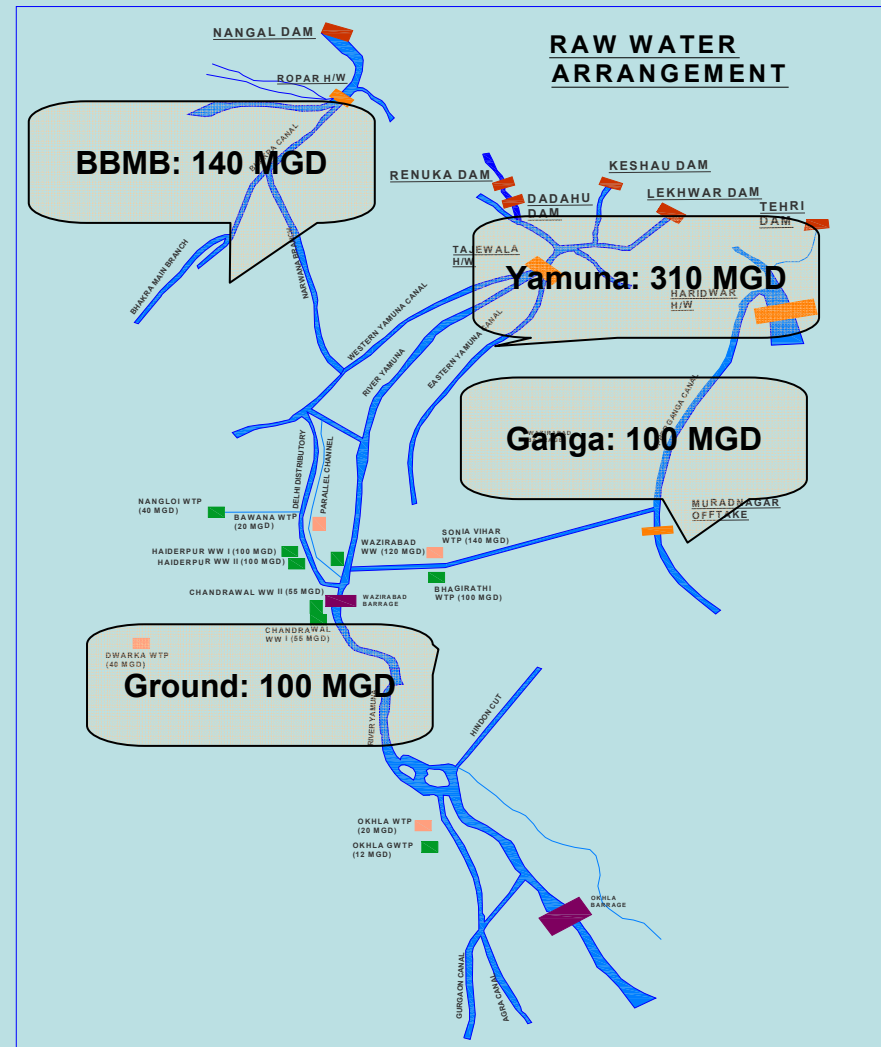 NANGAL DAM
RAW WATER
ARRANGEMENT
ROPAR H/W
BBMB: 140 MGD
RENUKA DAM
KESHAU DAM
DADAHU
DAM
LEKHWAR DAM
TEHRI
DAM
TAJEWALA
H/W
Yamuna: 310 MGD
HARIDWAR
H/W
BHAKRA MAIN BRANCH
NARWANA BRANCH
WESTERN YAMUNA CANAL
RIVER YAMUNA
EASTERN YAMUNA CANAL
GANGA CANAL
Ganga: 100 MGD
DELHI DISTRIBUTORY
PARALLEL CHANNEL
MURADNAGAR
OFFTAKE
NANGLOI WTP
(40 MGD)
BAWANA WTP
(20 MGD)
SONIA VIHAR
WTP (140 MGD)
WAZIRABAD
WW (120 MGD)
HAIDERPUR WW I (100 MGD)
HAIDERPUR WW II (100 MGD)
BHAGIRATHI
WTP (100 MGD)
CHANDRAWAL WW II (55 MGD)
WAZIRABAD
BARRAGE
CHANDRAWAL
WW I (55 MGD)
DWARKA WTP
(40 MGD)
Ground: 100 MGD
RIVER YAMUNA
HINDON CUT
OKHLA WTP
(20 MGD)
OKHLA GWTP
(12 MGD)
OKHLA
BARRAGE
GURGAON CANAL
AGRA CANAL